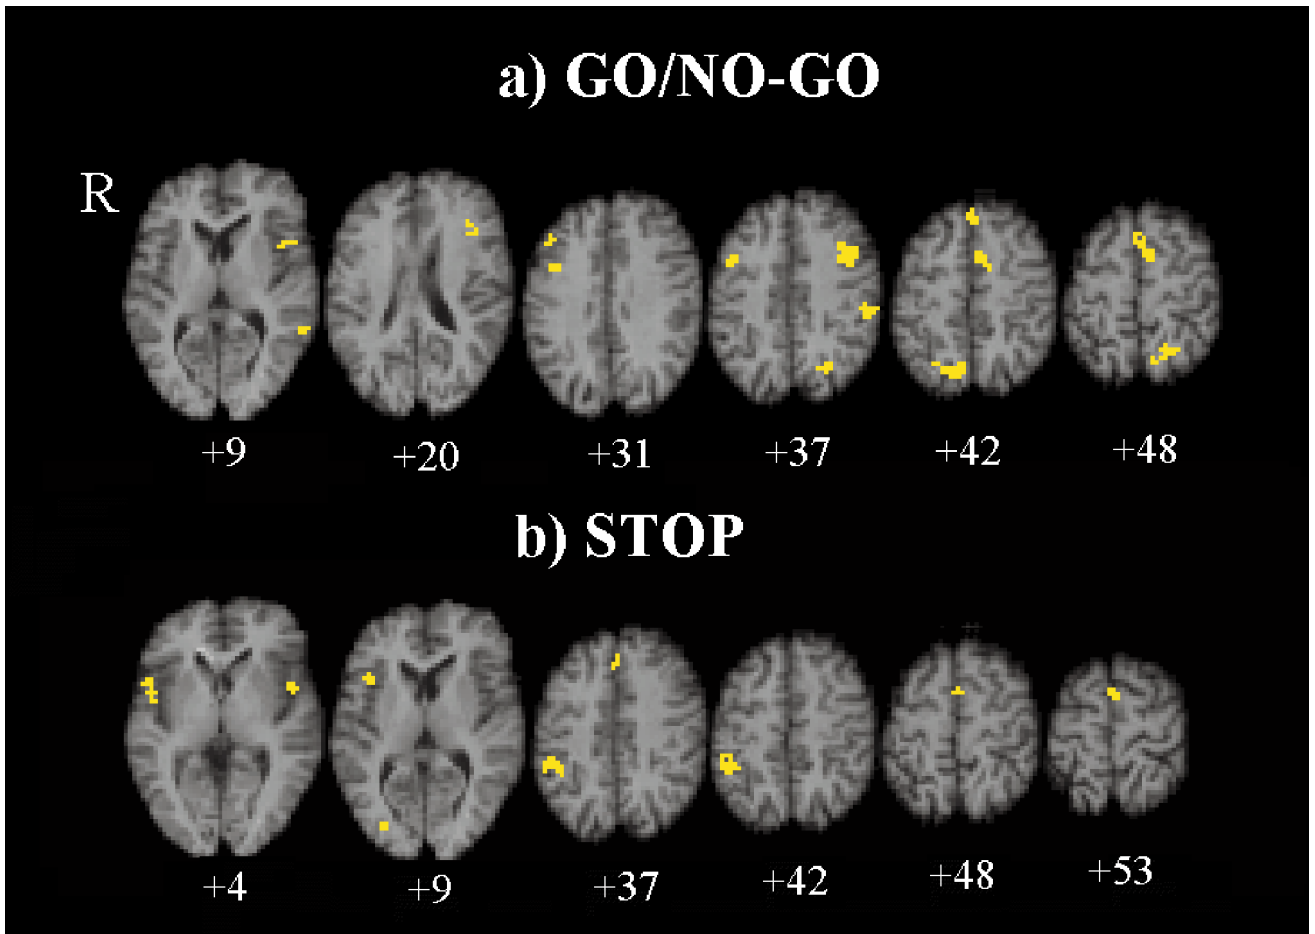 a) GO/NO-GO
R
+9 +20 +31 +37 +42 +48
b) STOP
+4 +9 +37 +42 +48 +53